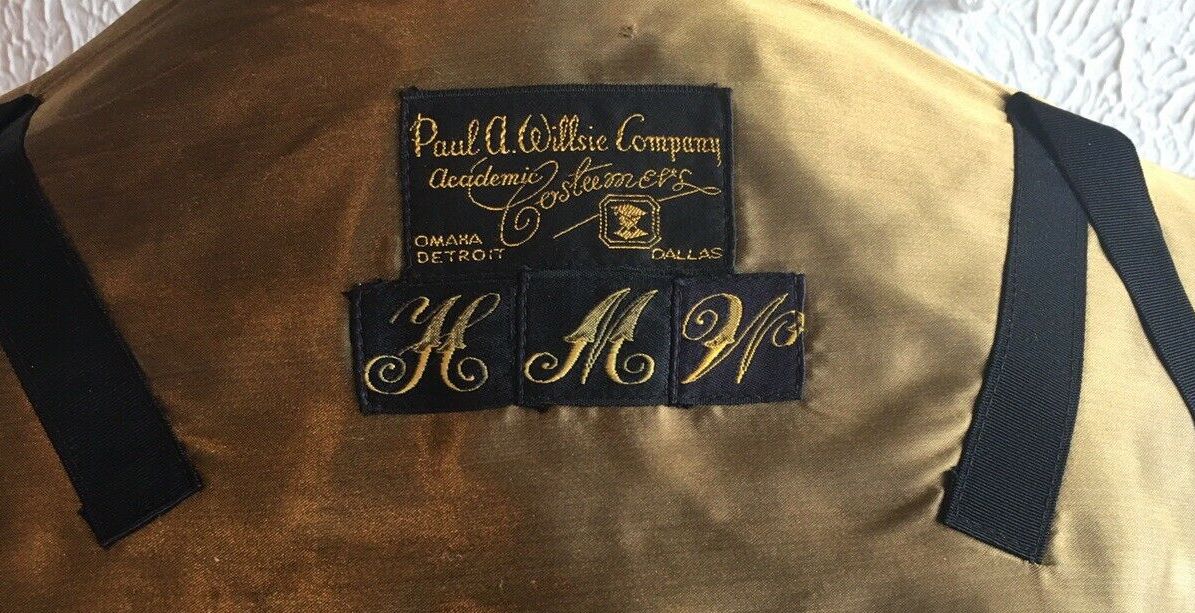 Paul A. Willsie Company
Academic Costumers
OMAHA
DETROIT DALLAS
H M W